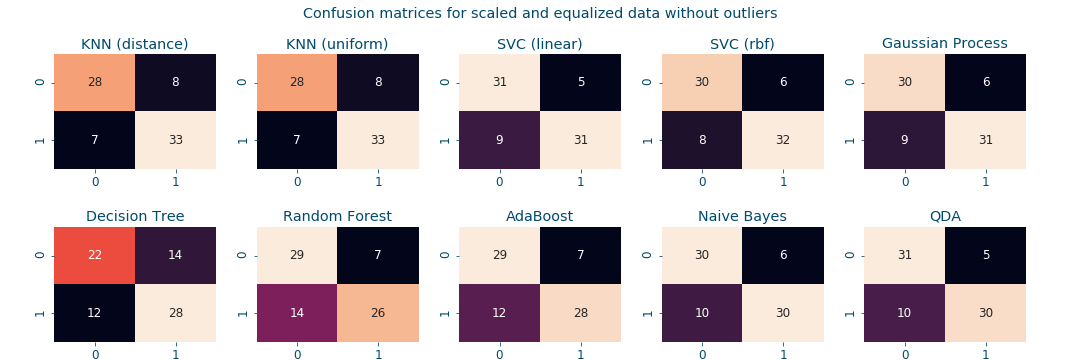 Confusion matrices for scaled and equalized data without outliers
KNN (distance) KNN (uniform) SVC (linear) SVC (rbf) Gaussian Process
0 28 8 0 28 8 0 31 5 0 30 6 0 30 6
1 7 33 1 7 33 1 9 31 1 8 32 1 9 31
0 1 0 1 0 1 0 1 0 1
Decision Tree Random Forest AdaBoost Naive Bayes QDA
0 22 14 0 29 7 0 29 7 0 30 6 0 31 5
1 12 28 1 14 26 1 12 28 1 10 30 1 10 30
0 1 0 1 0 1 0 1 0 1